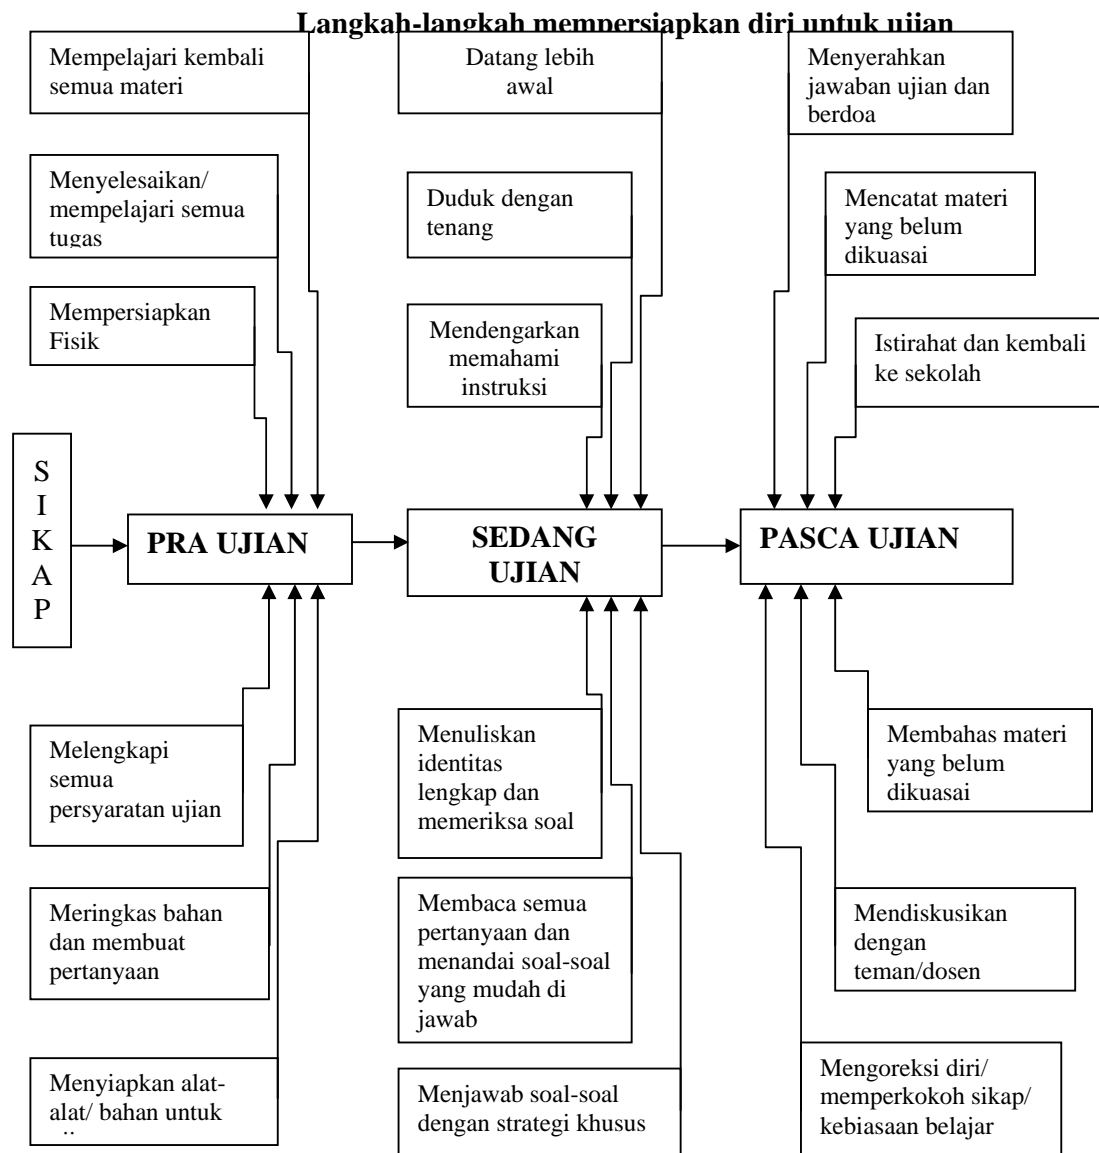 Langkah-langkah mempersiapkan diri untuk ujian
Mempelajari kembali
semua materi
Datang lebih
awal
Menyerahkan
jawaban ujian dan
berdoa
Menyelesaikan/
mempelajari semua
tugas
Duduk dengan
tenang
Mencatat materi
yang belum
dikuasai
Mempersiapkan
Fisik
Mendengarkan
memahami
instruksi
Istirahat dan kembali
ke sekolah
S
I
K
A
P
PRA UJIAN
SEDANG
UJIAN
PASCA UJIAN
Melengkapi
semua
persyaratan ujian
Menuliskan
identitas
lengkap dan
memeriksa soal
Membahas materi
yang belum
dikuasai
Meringkas bahan
dan membuat
pertanyaan
Membaca semua
pertanyaan dan
menandai soal-soal
yang mudah di
jawab
Mendiskusikan
dengan
teman/dosen
Menyiapkan alat-
alat/ bahan untuk
Menjawab soal-soal
dengan strategi khusus
Mengoreksi diri/
memperkokoh sikap/
kebiasaan belajar